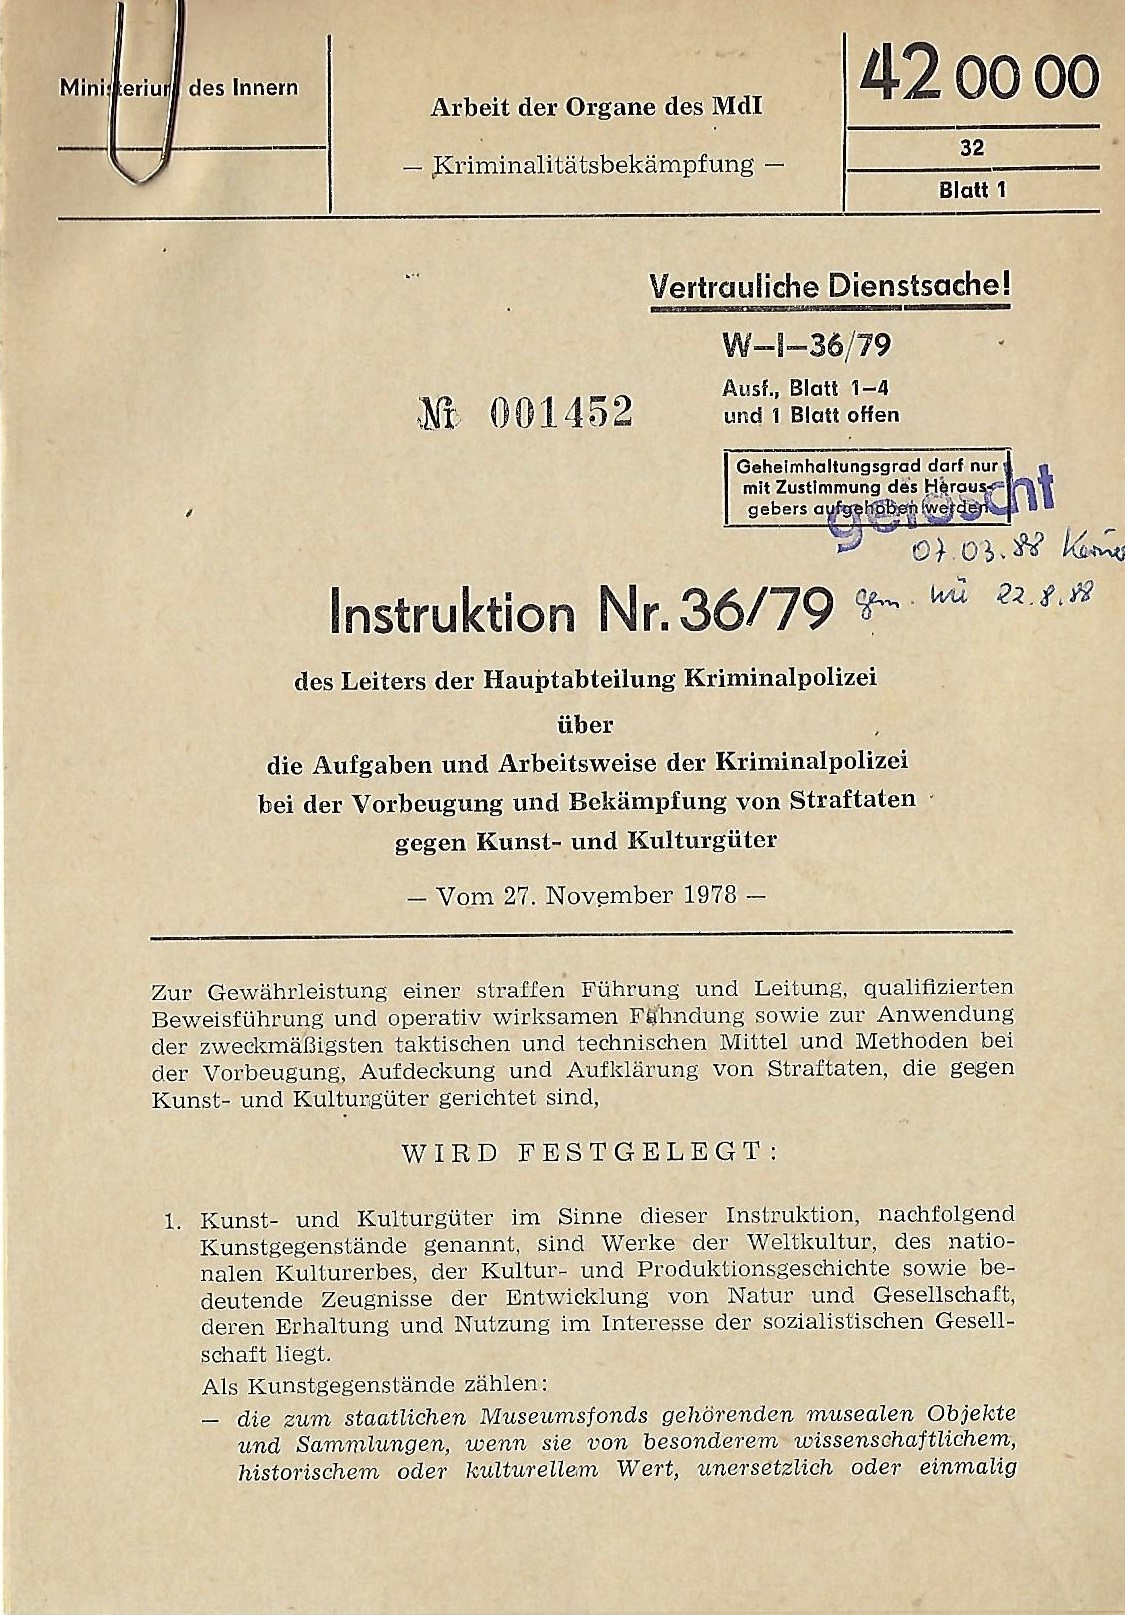 Ministerium des Innern
Arbeit der Organe des MdI
— Kriminalitätsbekämpfung —
42 00 00
32
Blatt 1
Vertrauliche Dienstsache!
W–I–36/79
Ausf., Blatt 1–4
und 1 Blatt offen
Nr 001452
Geheimhaltungsgrad darf nur
mit Zustimmung des Heraus-
gebers aufgehoben werden
gelöscht
07.03.88
gem. 22.8.88
Instruktion Nr. 36/79
des Leiters der Hauptabteilung Kriminalpolizei
über
die Aufgaben und Arbeitsweise der Kriminalpolizei
bei der Vorbeugung und Bekämpfung von Straftaten
gegen Kunst- und Kulturgüter
— Vom 27. November 1978 —
Zur Gewährleistung einer straffen Führung und Leitung, qualifizierten
Beweisführung und operativ wirksamen Fahndung sowie zur Anwendung
der zweckmäßigsten taktischen und technischen Mittel und Methoden bei
der Vorbeugung, Aufdeckung und Aufklärung von Straftaten, die gegen
Kunst- und Kulturgüter gerichtet sind,
WIRD FESTGELEGT:
1. Kunst- und Kulturgüter im Sinne dieser Instruktion, nachfolgend
Kunstgegenstände genannt, sind Werke der Weltkultur, des natio-
nalen Kulturerbes, der Kultur- und Produktionsgeschichte sowie be-
deutende Zeugnisse der Entwicklung von Natur und Gesellschaft,
deren Erhaltung und Nutzung im Interesse der sozialistischen Gesell-
schaft liegt.
Als Kunstgegenstände zählen:
— die zum staatlichen Museumsfonds gehörenden musealen Objekte
und Sammlungen, wenn sie von besonderem wissenschaftlichem,
historischem oder kulturellem Wert, unersetzlich oder einmalig